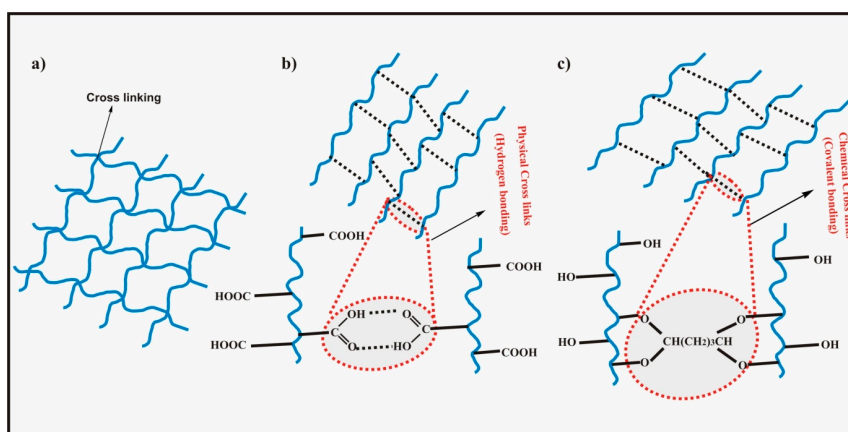 a)
Cross linking
b)
Physical Cross links
(Hydrogen bonding)
COOH
HOOC
HOOC
C
OH
O
O
HO
C
COOH
COOH
c)
Chemical Cross links
(Covalent bonding)
OH
HO
HO
O
O
CH(CH2)3CH
O
O
OH
OH